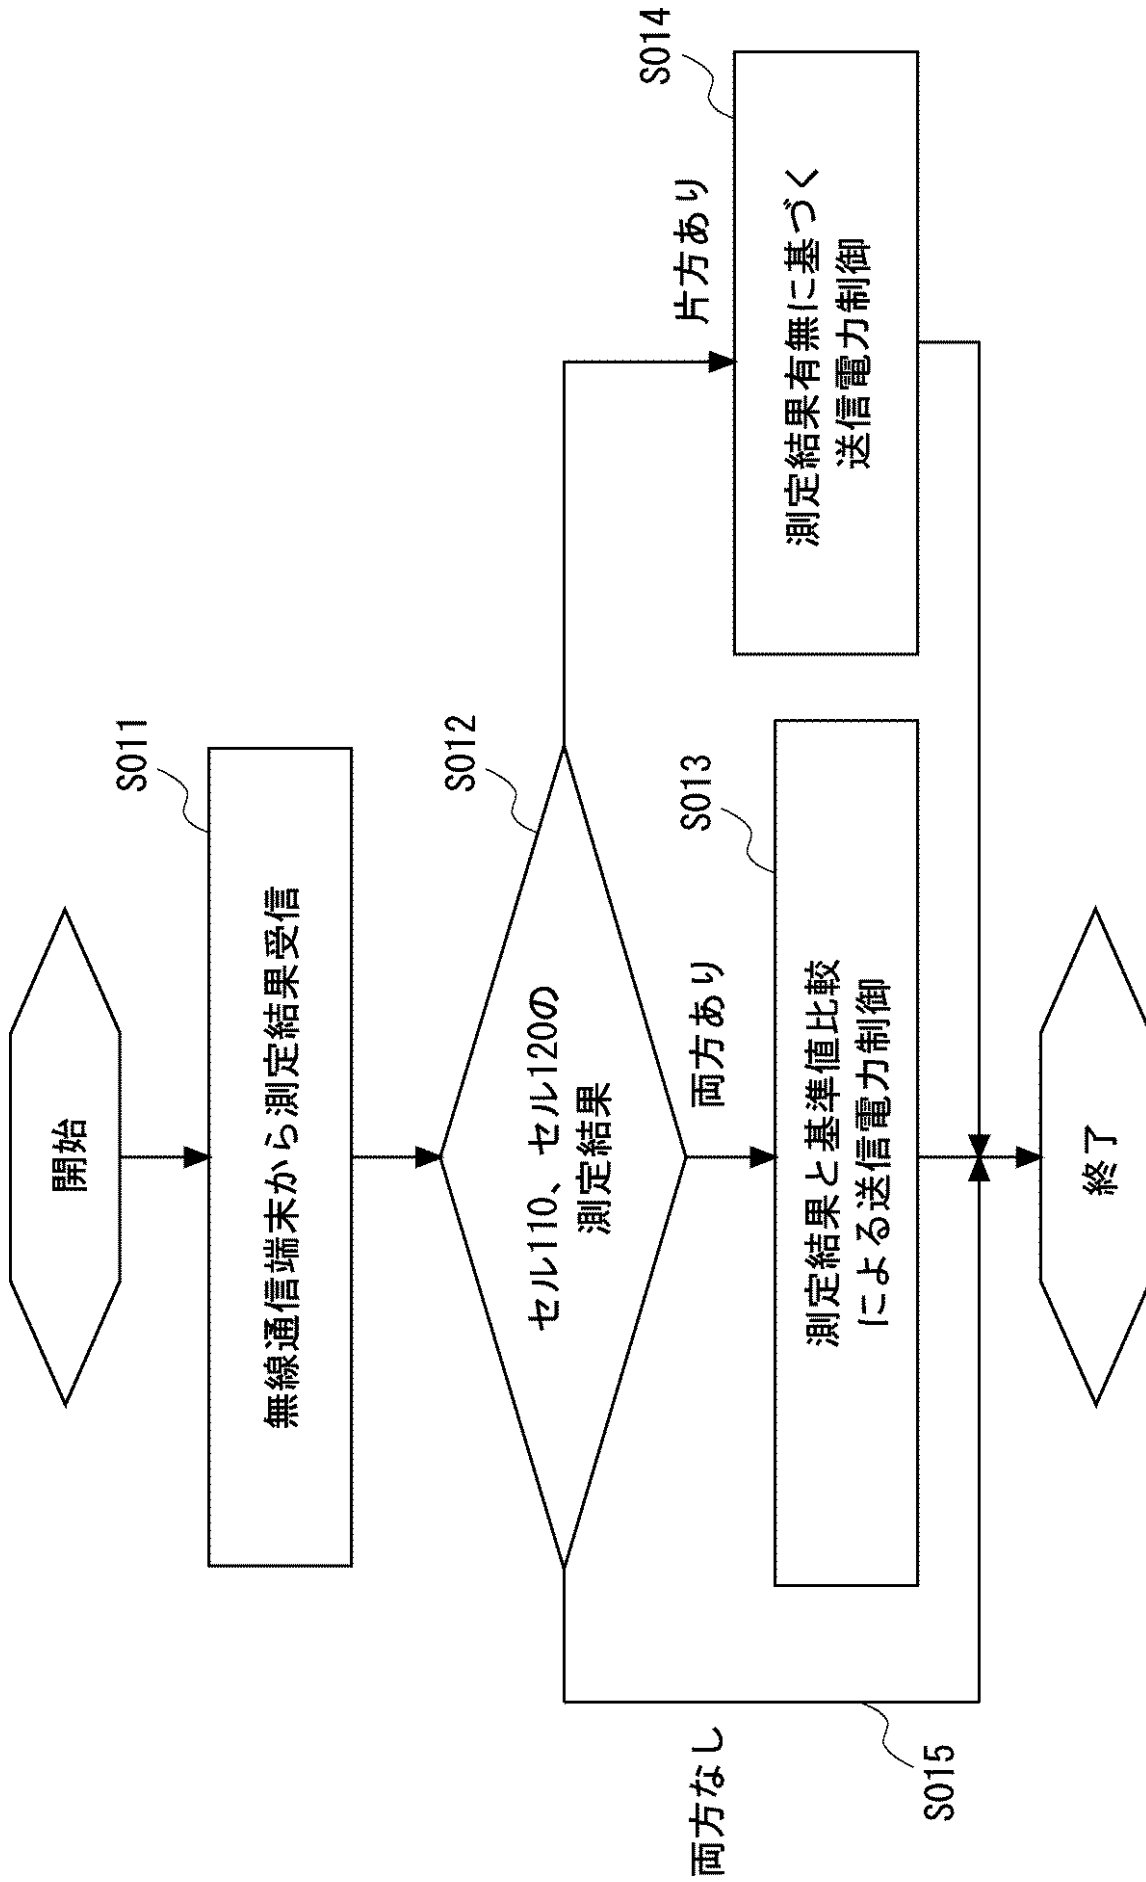 開始
S011
無線通信端末から測定結果受信
S012
セル110、セル120の
測定結果
両方なし
両方あり
片方あり
S013
測定結果と基準値比較
による送信電力制御
S014
測定結果有無に基づく
送信電力制御
S015
終了